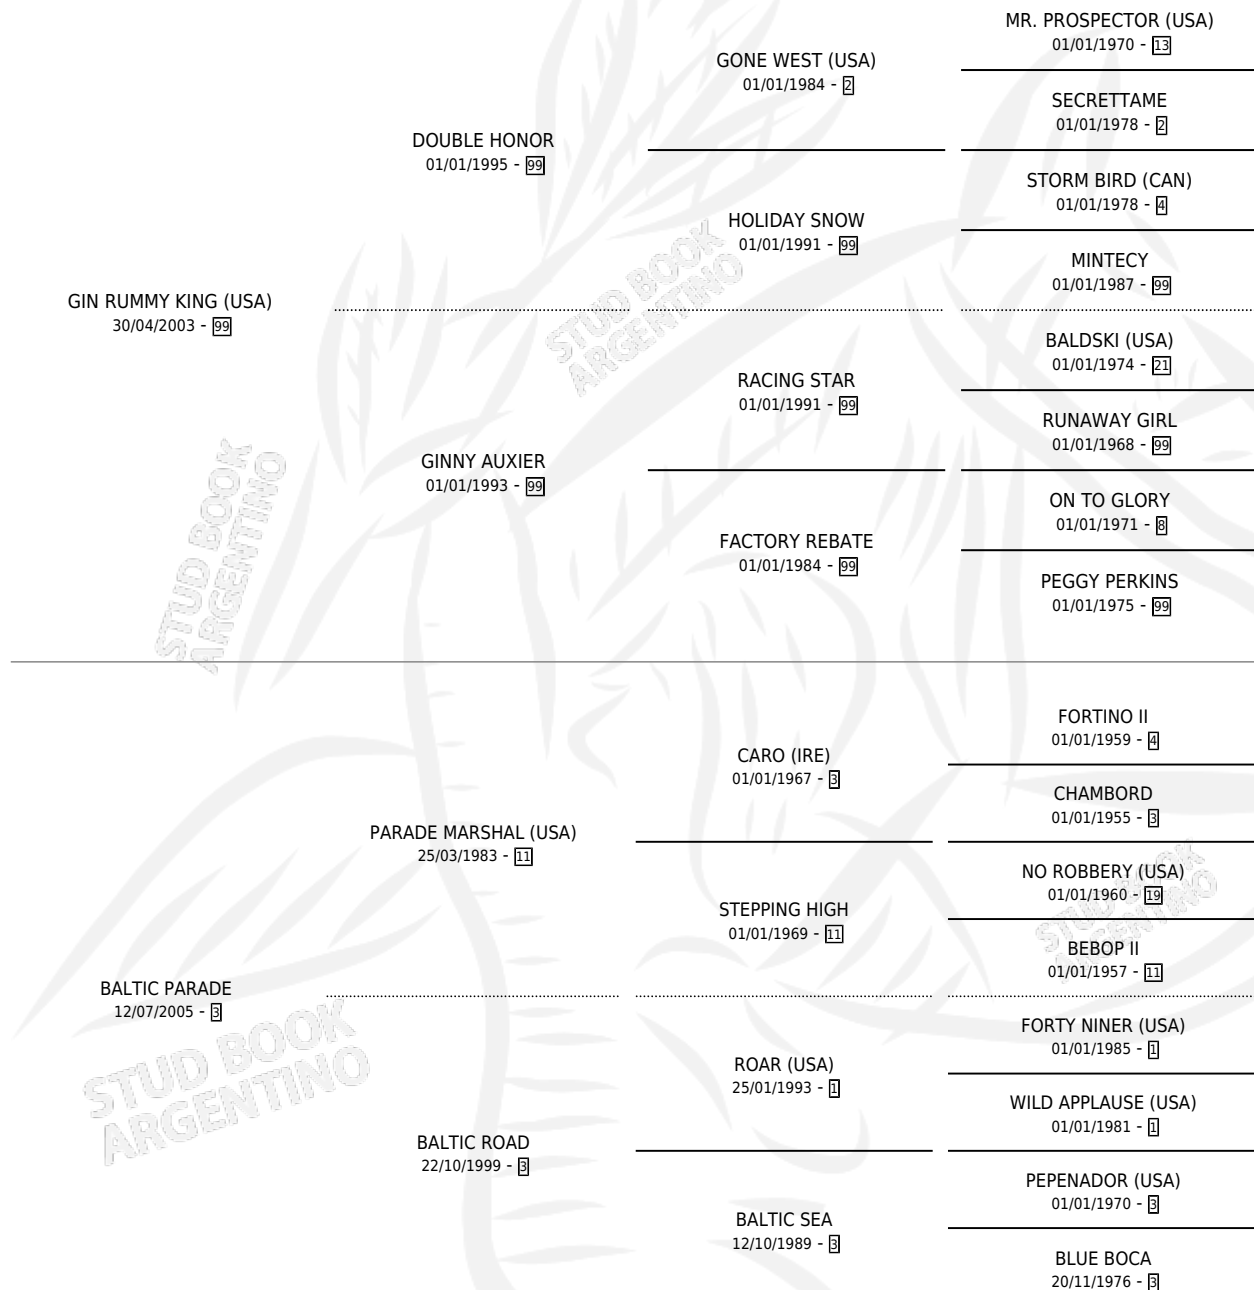 MR. PROSPECTOR (USA)
01/01/1970 - 13
GONE WEST (USA)
01/01/1984 - 2
SECRETTAME
01/01/1978 - 2
DOUBLE HONOR
01/01/1995 - 99
STORM BIRD (CAN)
01/01/1978 - 4
HOLIDAY SNOW
01/01/1991 - 99
MINTECY
01/01/1987 - 99
GIN RUMMY KING (USA)
30/04/2003 - 99
STUD BOOK
ARGENTINO
BALDSKI (USA)
01/01/1974 - 21
RACING STAR
01/01/1991 - 99
RUNAWAY GIRL
01/01/1968 - 99
GINNY AUXIER
01/01/1993 - 99
ON TO GLORY
01/01/1971 - 8
FACTORY REBATE
01/01/1984 - 99
PEGGY PERKINS
01/01/1975 - 99
STUD BOOK
ARGENTINO
FORTINO II
01/01/1959 - 4
CARO (IRE)
01/01/1967 - 3
CHAMBORD
01/01/1955 - 3
PARADE MARSHAL (USA)
25/03/1983 - 11
NO ROBBERY (USA)
01/01/1960 - 19
STEPPING HIGH
01/01/1969 - 11
STUD BOOK
ARGENTINO
BEBOP II
01/01/1957 - 11
BALTIC PARADE
12/07/2005 - 3
STUD BOOK
ARGENTINO
FORTY NINER (USA)
01/01/1985 - 1
ROAR (USA)
25/01/1993 - 1
WILD APPLAUSE (USA)
01/01/1981 - 1
BALTIC ROAD
22/10/1999 - 3
PEPENADOR (USA)
01/01/1970 - 3
BALTIC SEA
12/10/1989 - 3
BLUE BOCA
20/11/1976 - 3